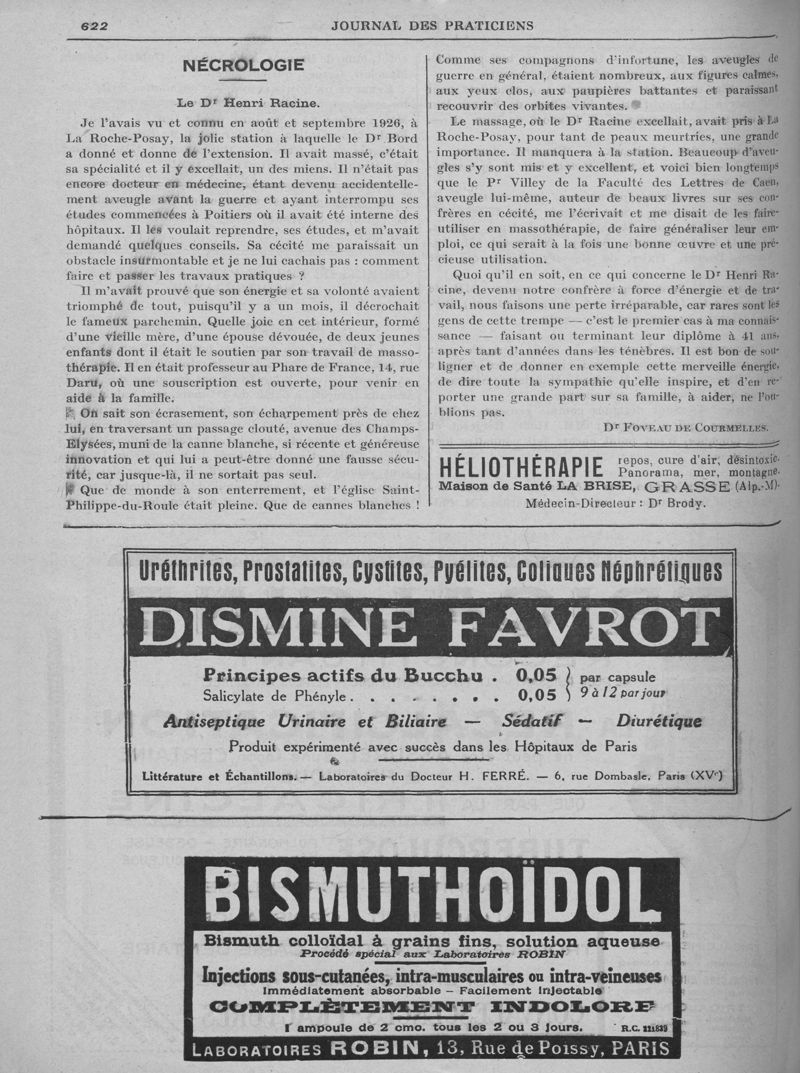 622
JOURNAL DES PRATICIENS
NÉCROLOGIE
Le Dr Henri Racine.
Je l'avais vu et connu en août et septembre 1926, à
La Roche-Posay, la jolie station à laquelle le Dr Bord
a donné et donne de l'extension. Il avait massé, c'était
sa spécialité et il y excellait, un des miens. Il n'était pas
encore docteur en médecine, étant devenu accidentelle-
ment aveugle avant la guerre et ayant interrompu ses
études commencées à Poitiers où il avait été interne des
hôpitaux. Il les voulait reprendre, ses études, et m'avait
demandé quelques conseils. Sa cécité me paraissait un
obstacle insurmontable et je ne lui cachais pas : comment
faire et passer les travaux pratiques ?
Il m'avait prouvé que son énergie et sa volonté avaient
triomphé de tout, puisqu'il y a un mois, il décrochait
le fameux parchemin. Quelle joie en cet intérieur, formé
d'une vieille mère, d'une épouse dévouée, de deux jeunes
enfants dont il était le soutien par son travail de masso-
thérapie. Il en était professeur au Phare de France, 14, rue
Daru, où une souscription est ouverte, pour venir en
aide à la famille.
On sait son écrasement, son écharpement près de chez
lui, en traversant un passage clouté, avenue des Champs-
Elysées, muni de la canne blanche, si récente et généreuse
innovation et qui lui a peut-être donné une fausse sécu-
rité, car jusque-là, il ne sortait pas seul.
Que de monde à son enterrement, et l'église Saint-
Philippe-du-Roule était pleine. Que de cannes blanches !
Comme ses compagnons d'infortune, les aveugles de
guerre en général, étaient nombreux, aux figures calmes,
aux yeux clos, aux paupières battantes et paraissant
recouvrir des orbites vivantes.
Le massage, où le Dr Racine excellait, avait pris à La
Roche-Posay, pour tant de peaux meurtries, une grande
importance. Il manquera à la station. Beaucoup d'aveu-
gles s'y sont mis et y excellent, et voici bien longtemps
que le Pr Villey de la Faculté des Lettres de Caen,
aveugle lui-même, auteur de beaux livres sur ses con-
frères en cécité, me l'écrivait et me disait de les faire
utiliser en massothérapie, de faire généraliser leur em-
ploi, ce qui serait à la fois une bonne œuvre et une pré-
cieuse utilisation.
Quoi qu'il en soit, en ce qui concerne le Dr Henri Ra-
cine, devenu notre confrère à force d'énergie et de tra-
vail, nous faisons une perte irréparable, car rares sont les
gens de cette trempe — c'est le premier cas à ma connais-
sance — faisant ou terminant leur diplôme à 41 ans,
après tant d'années dans les ténèbres. Il est bon de sou-
ligner et de donner en exemple cette merveille énergie,
de dire toute la sympathie qu'elle inspire, et d'en re-
porter une grande part sur sa famille, à aider, ne l'ou-
blions pas.
Dr FOVEAU DE COURMELLES.
HÉLIOTHÉRAPIE repos, cure d'air, désintoxic.
Panorama, mer, montagne.
Maison de Santé LA BRISE, GRASSE (Alp.-M).
Médecin-Directeur : Dr Brody.
Uréthrites, Prostatites, Cystites, Pyélites, Coliques Néphrétiques
DISMINE FAVROT
Principes actifs du Bucchu . 0,05 } par capsule
Salicylate de Phényle . . . . . . . 0,05 } 9 à 12 par jour
Antiseptique Urinaire et Biliaire — Sédatif — Diurétique
Produit expérimenté avec succès dans les Hôpitaux de Paris
Littérature et Échantillons. — Laboratoires du Docteur H. FERRÉ. — 6, rue Dombasle, Paris (XVe)
BISMUTHOÏDOL
Bismuth colloïdal à grains fins, solution aqueuse
Procédé spécial aux Laboratoires ROBIN
Injections sous-cutanées, intra-musculaires ou intra-veineuses
Immédiatement absorbable - Facilement injectable
COMPLÈTEMENT INDOLORE
1 ampoule de 2 cmc. tous les 2 ou 3 jours. R.C. 221839
LABORATOIRES ROBIN, 13, Rue de Poissy, PARIS